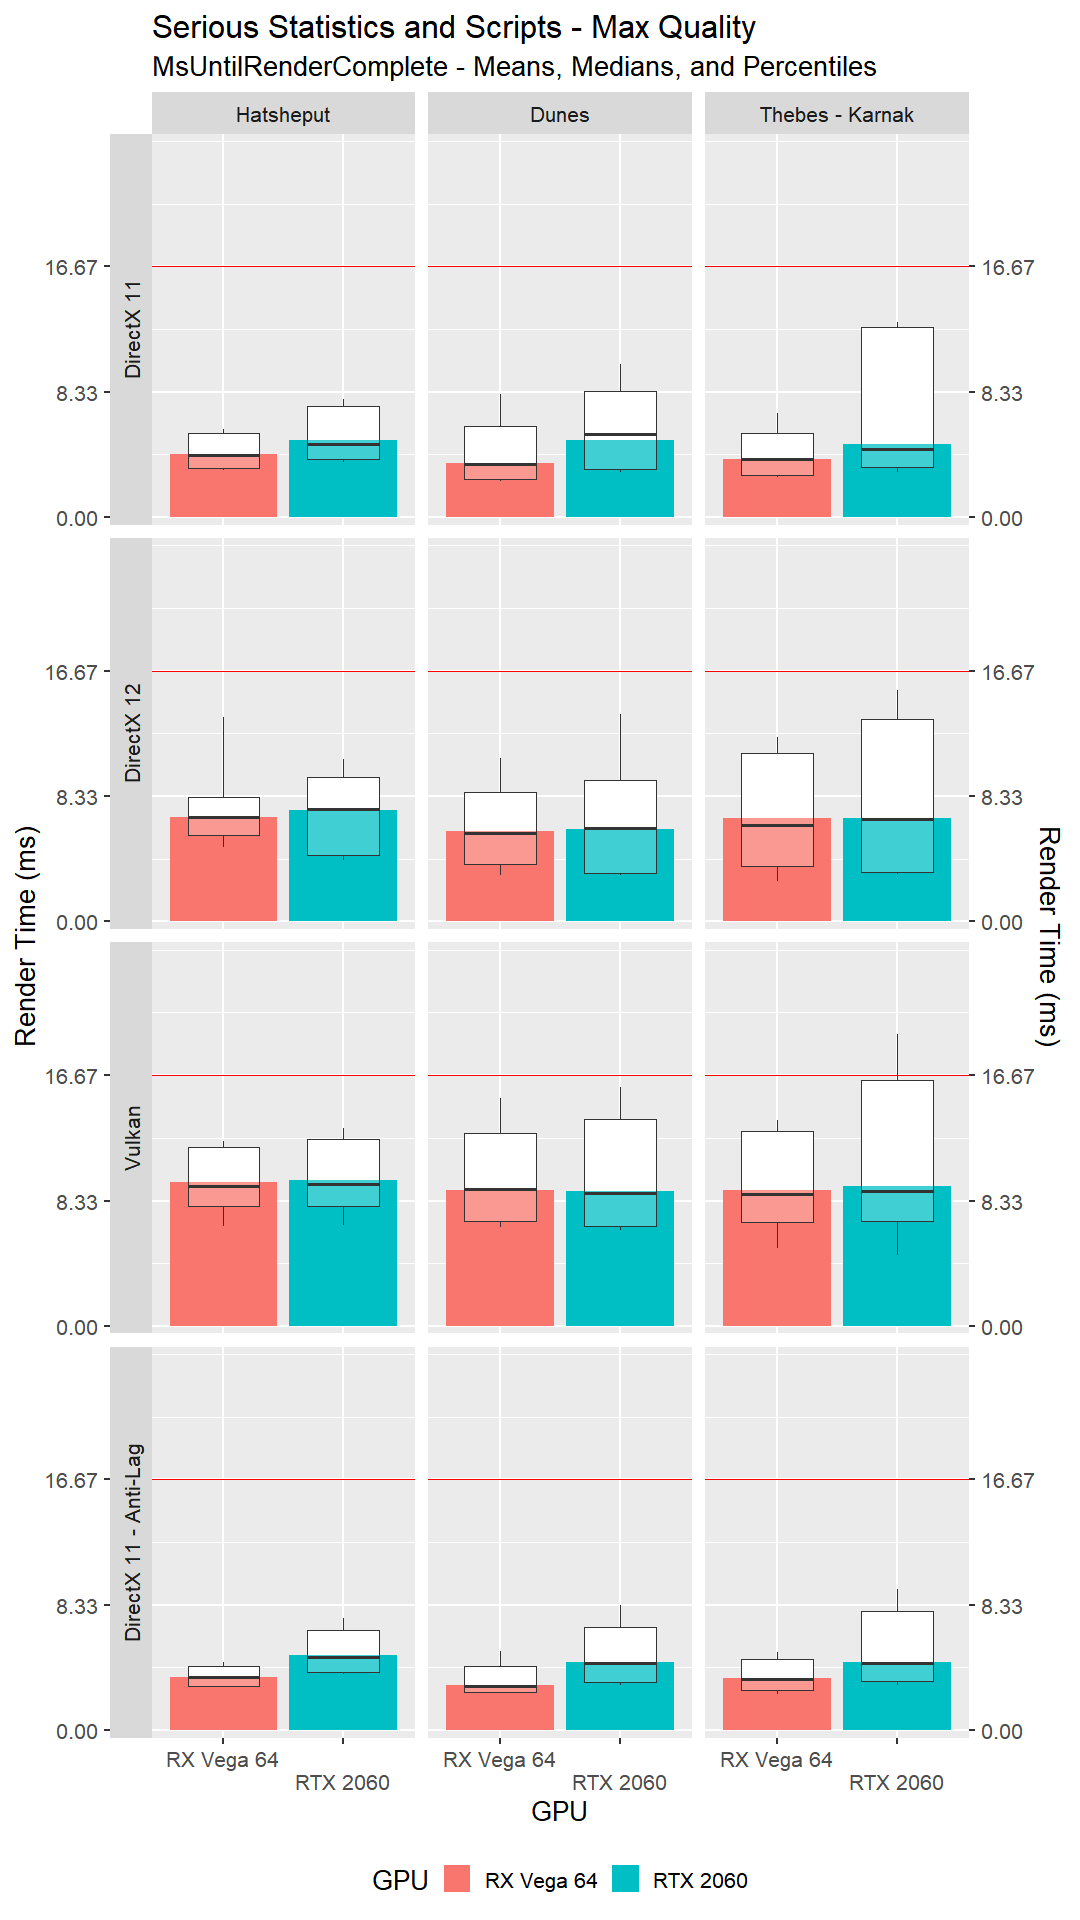 Serious Statistics and Scripts - Max Quality
MsUntilRenderComplete - Means, Medians, and Percentiles
Hatsheput Dunes Thebes - Karnak
DirectX 11
16.67 16.67
8.33 8.33
0.00 0.00
DirectX 12
16.67 16.67
8.33 8.33
0.00 0.00
Render Time (ms) Render Time (ms)
Vulkan
16.67 16.67
8.33 8.33
0.00 0.00
DirectX 11 - Anti-Lag
16.67 16.67
8.33 8.33
0.00 0.00
RX Vega 64 RX Vega 64 RX Vega 64
RTX 2060 RTX 2060 RTX 2060
GPU
GPU RX Vega 64 RTX 2060